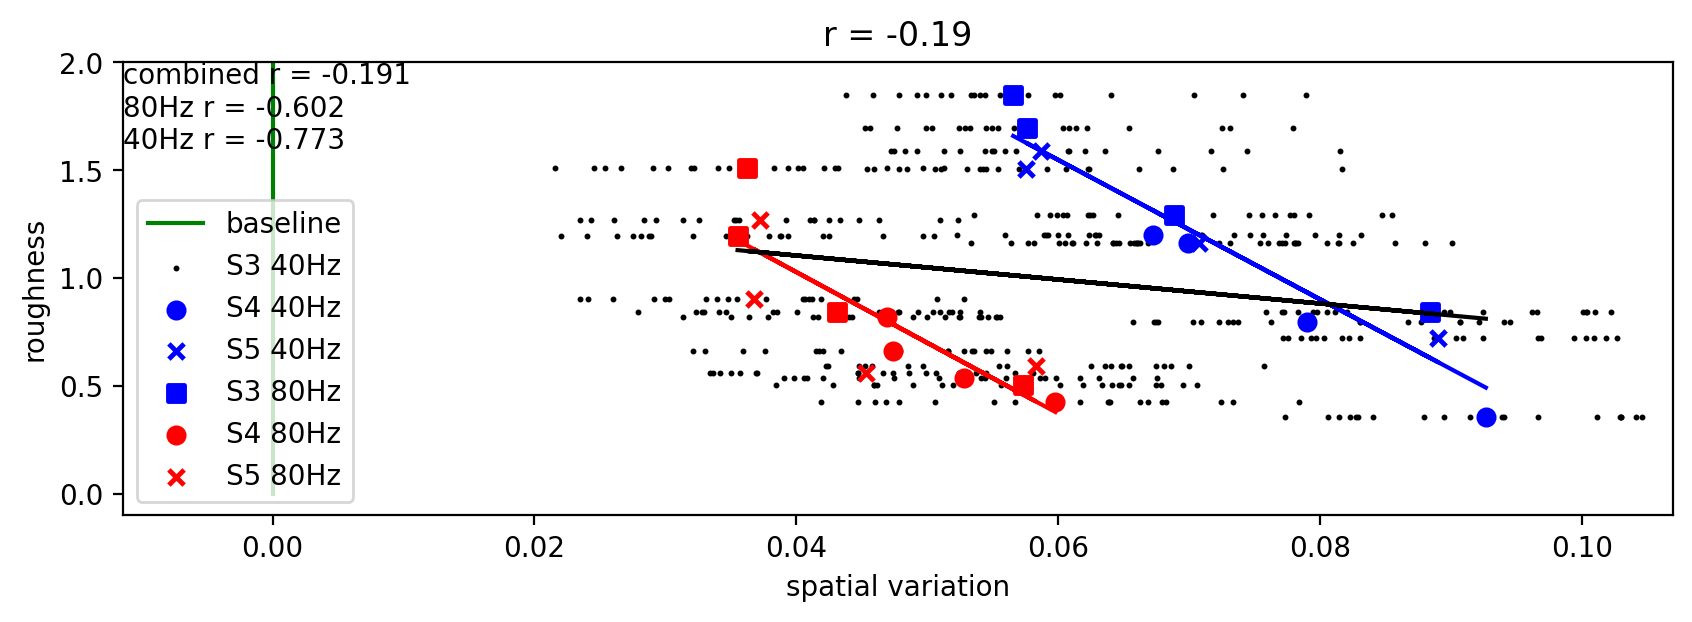 r = -0.19
combined r = -0.191
80Hz r = -0.602
40Hz r = -0.773
baseline
S3 40Hz
S4 40Hz
S5 40Hz
S3 80Hz
S4 80Hz
S5 80Hz
roughness
2.0
1.5
1.0
0.5
0.0
0.00 0.02 0.04 0.06 0.08 0.10
spatial variation